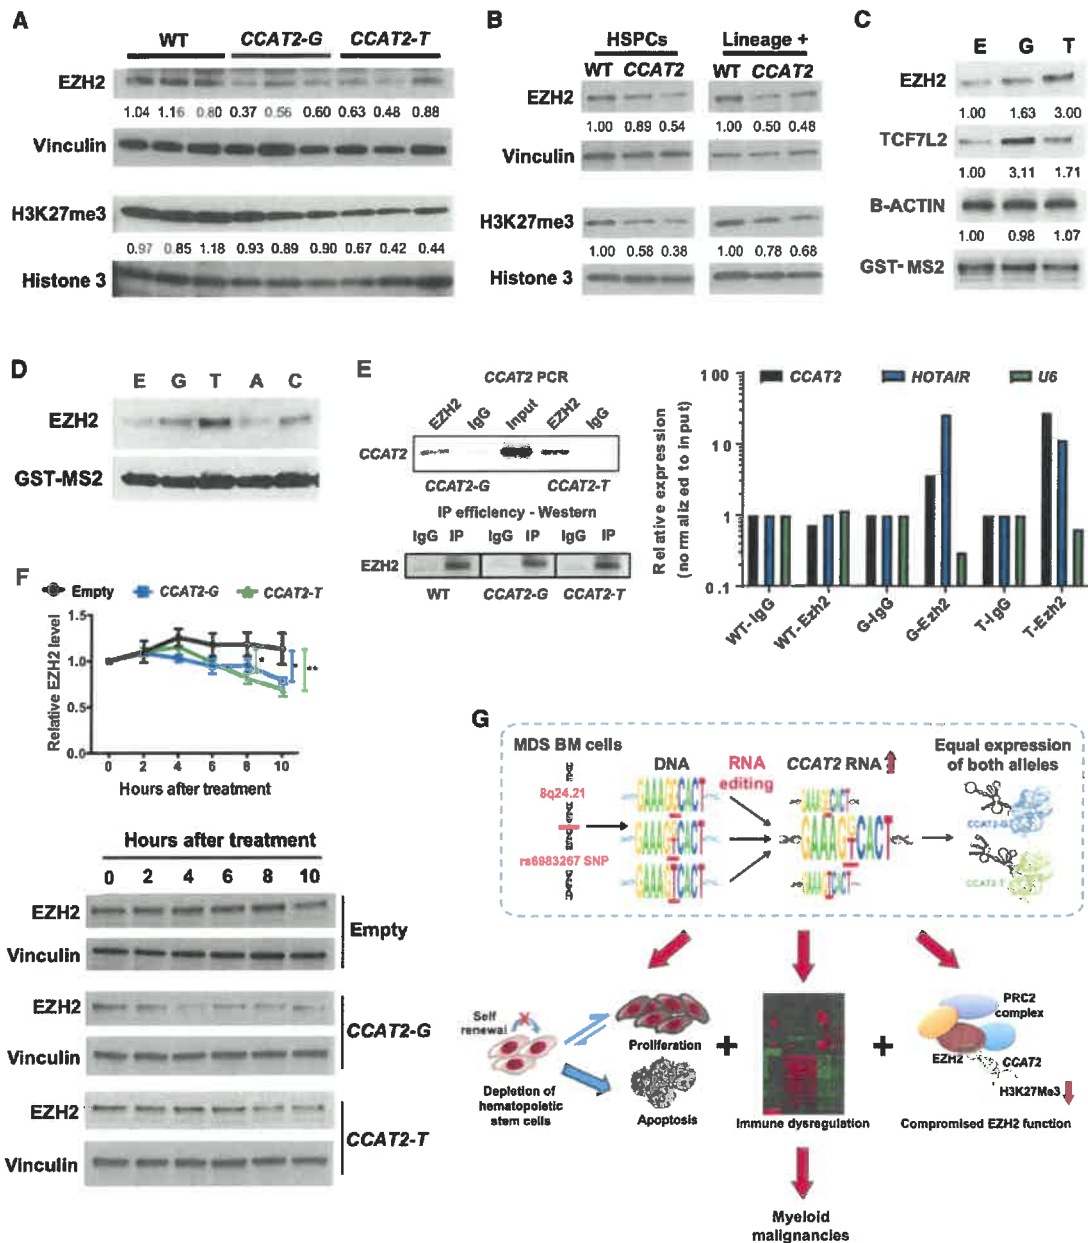 A
WT CCAT2-G CCAT2-T
EZH2
1.04 1.16 0.80 0.37 0.56 0.60 0.63 0.48 0.88
Vinculin
H3K27me3
0.97 0.85 1.18 0.93 0.89 0.90 0.67 0.42 0.44
Histone 3
B
HSPCs Lineage +
WT CCAT2 WT CCAT2
EZH2
1.00 0.89 0.54 1.00 0.50 0.48
Vinculin
H3K27me3
1.00 0.58 0.38 1.00 0.78 0.68
Histone 3
C
E G T
EZH2
1.00 1.63 3.00
TCF7L2
1.00 3.11 1.71
B-ACTIN
1.00 0.98 1.07
GST-MS2
D
E G T A C
EZH2
GST-MS2
E
CCAT2 PCR
EZH2 IgG Input EZH2 IgG
CCAT2
CCAT2-G CCAT2-T
IP efficiency - Western
IgG IP IgG IP IgG IP
EZH2
WT CCAT2-G CCAT2-T
Relative expression
(normalized to input)
100
10
1
0.1
CCAT2 HOTAIR U6
WT-IgG WT-Ezh2 G-IgG G-Ezh2 T-IgG T-Ezh2
F
Empty CCAT2-G CCAT2-T
Relative EZH2 level
1.5
1.0
0.5
0.0
* * **
0 2 4 6 8 10
Hours after treatment
Hours after treatment
0 2 4 6 8 10
EZH2
Vinculin
Empty
EZH2
Vinculin
CCAT2-G
EZH2
Vinculin
CCAT2-T
G
MDS BM cells
8q24.21
rs6983267 SNP
DNA
GAAAGGCACT
GAAAGTCACT
GAAAGTCACT
RNA
editing
CCAT2 RNA
GAAAGGCACT
GAAAGTCACT
GAAAGTCACT
Equal expression
of both alleles
CCAT2-G
CCAT2-T
Self
renewal
X
Depletion of
hematopoietic
stem cells
Proliferation
Apoptosis
+
Immune dysregulation
+
PRC2
complex
EZH2
CCAT2
H3K27Me3
Compromised EZH2 function
Myeloid
malignancies